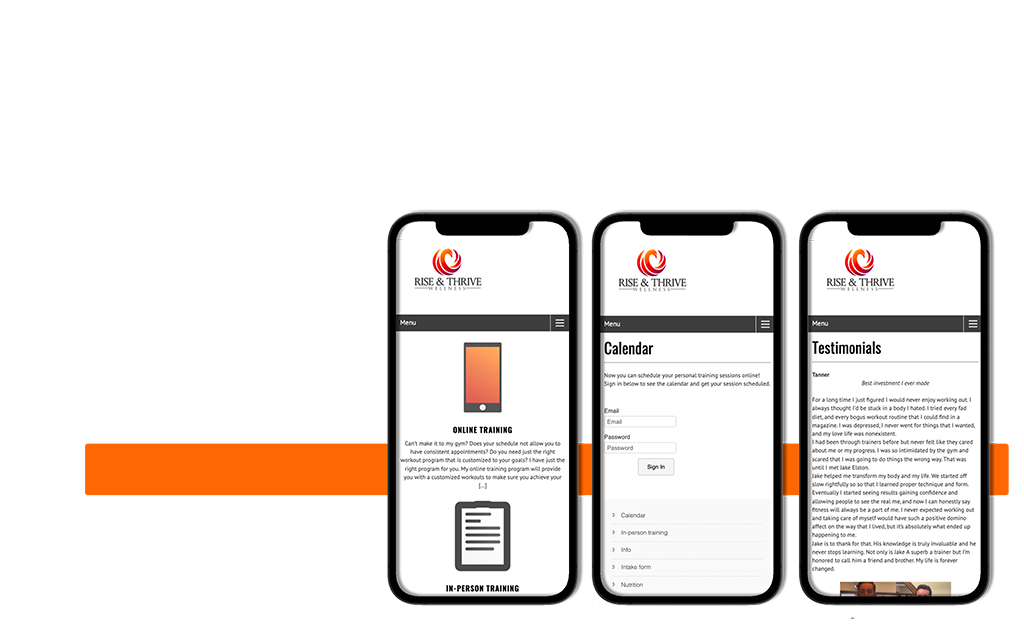 RISE & THRIVE
WELLNESS
Menu
ONLINE TRAINING
Can't make it to my gym? Does your schedule not allow you to
have consistent appointments? Do you need just the right
workout program that is customized to your goals? I have just the
right program for you. My online training program will provide
you with a customized workouts to make sure you achieve your
[...]
IN-PERSON TRAINING
RISE & THRIVE
WELLNESS
Menu
Calendar
Now you can schedule your personal training sessions online!
Sign in below to see the calendar and get your session scheduled.
Email
Email
Password
Password
Sign In
Calendar
In-person training
Info
Intake form
Nutrition
RISE & THRIVE
WELLNESS
Menu
Testimonials
Tanner
Best investment I ever made
For a long time I just figured I would never enjoy working out. I
always thought I'd be stuck in a body I hated. I tried every fad
diet, and every bogus workout routine that I could find in a
magazine. I was depressed, I never went for things that I wanted,
and my love life was nonexistent.
I had been through trainers before but never felt like they cared
about me or my progress. I was so intimidated by the gym and
scared that I was going to do things the wrong way. That was
until I met Jake Elston.
Jake helped me transform my body and my life. We started off
slow rightfully so so that I learned proper technique and form.
Eventually I started seeing results gaining confidence and
allowing people to see the real me, and now I can honestly say
fitness will always be a part of me. I never expected working out
and taking care of myself would have such a positive domino
affect on the way that I lived, but it's absolutely what ended up
happening to me.
Jake is to thank for that. His knowledge is truly invaluable and he
never stops learning. Not only is Jake A superb a trainer but I'm
honored to call him a friend and brother. My life is forever
changed.